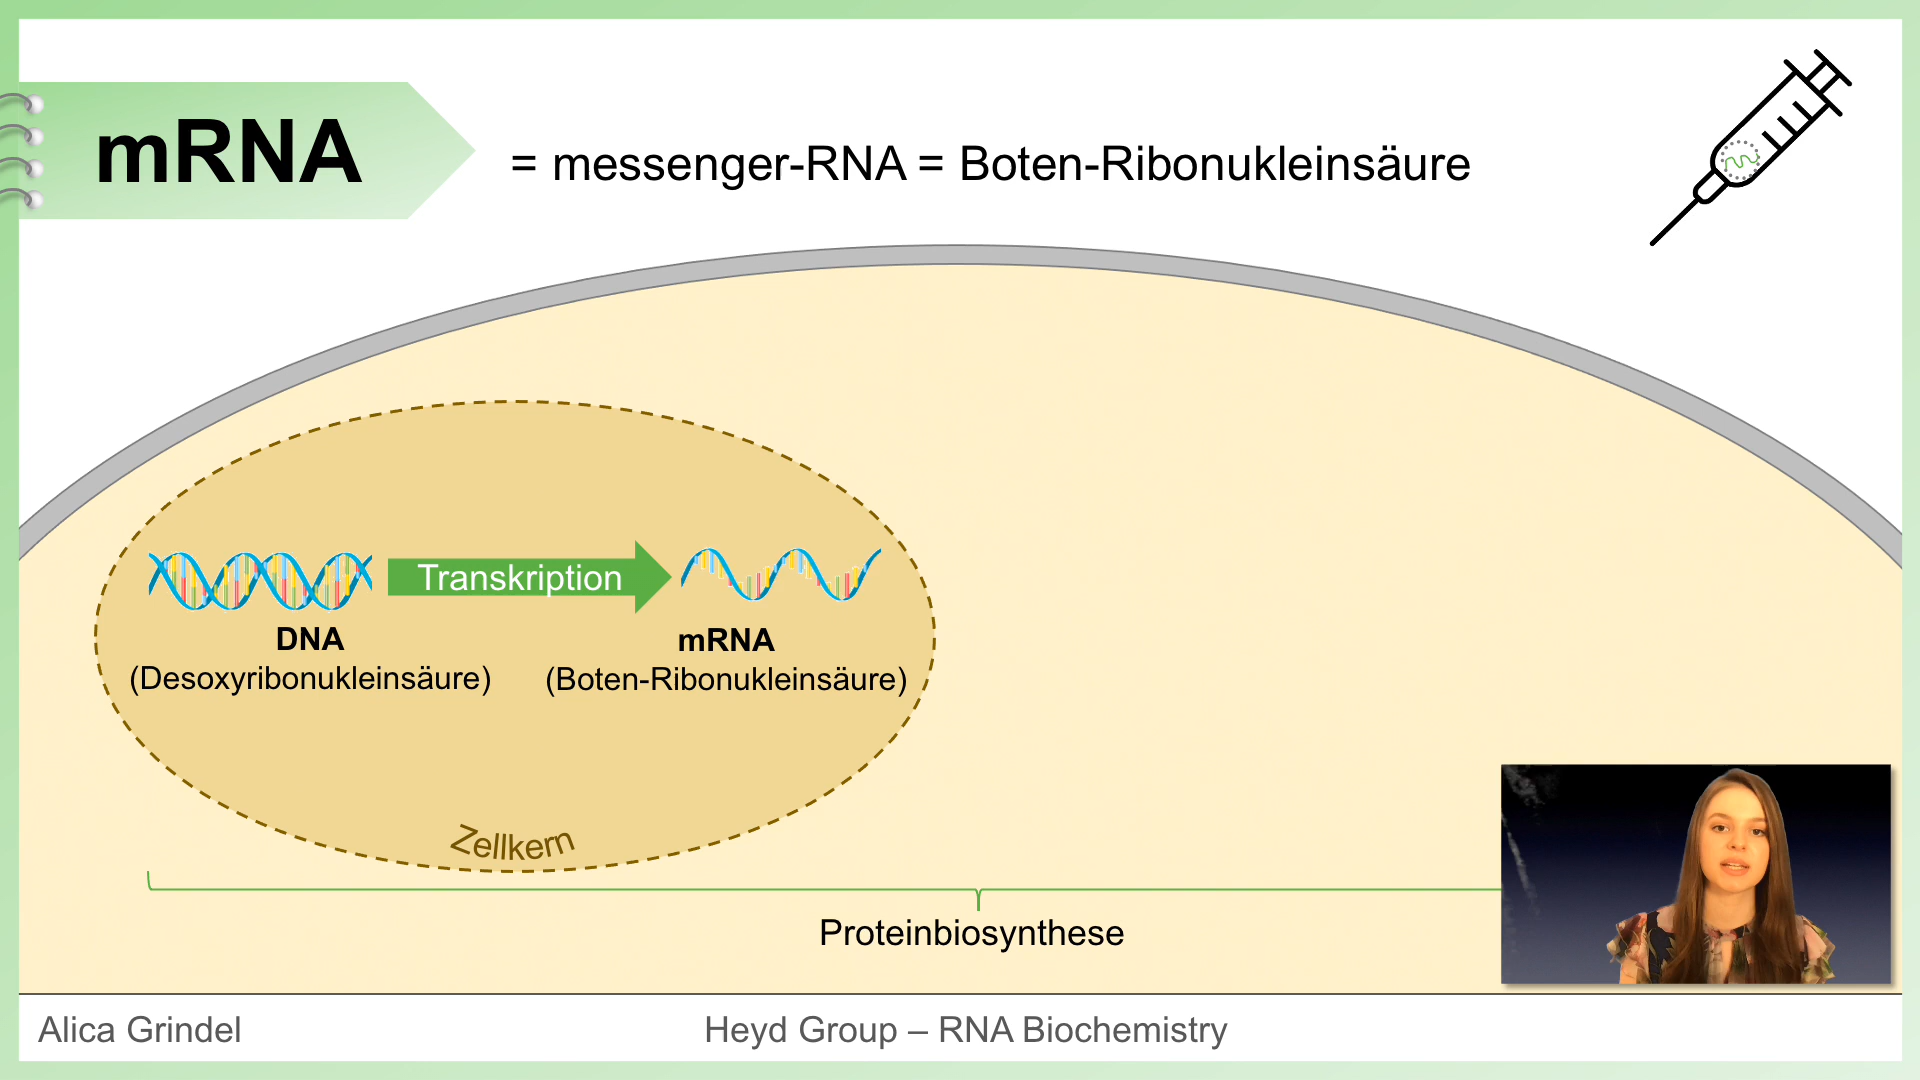 mRNA
= messenger-RNA = Boten-Ribonukleinsäure
Transkription
DNA
(Desoxyribonukleinsäure)
mRNA
(Boten-Ribonukleinsäure)
Zellkern
Proteinbiosynthese
Alica Grindel
Heyd Group – RNA Biochemistry